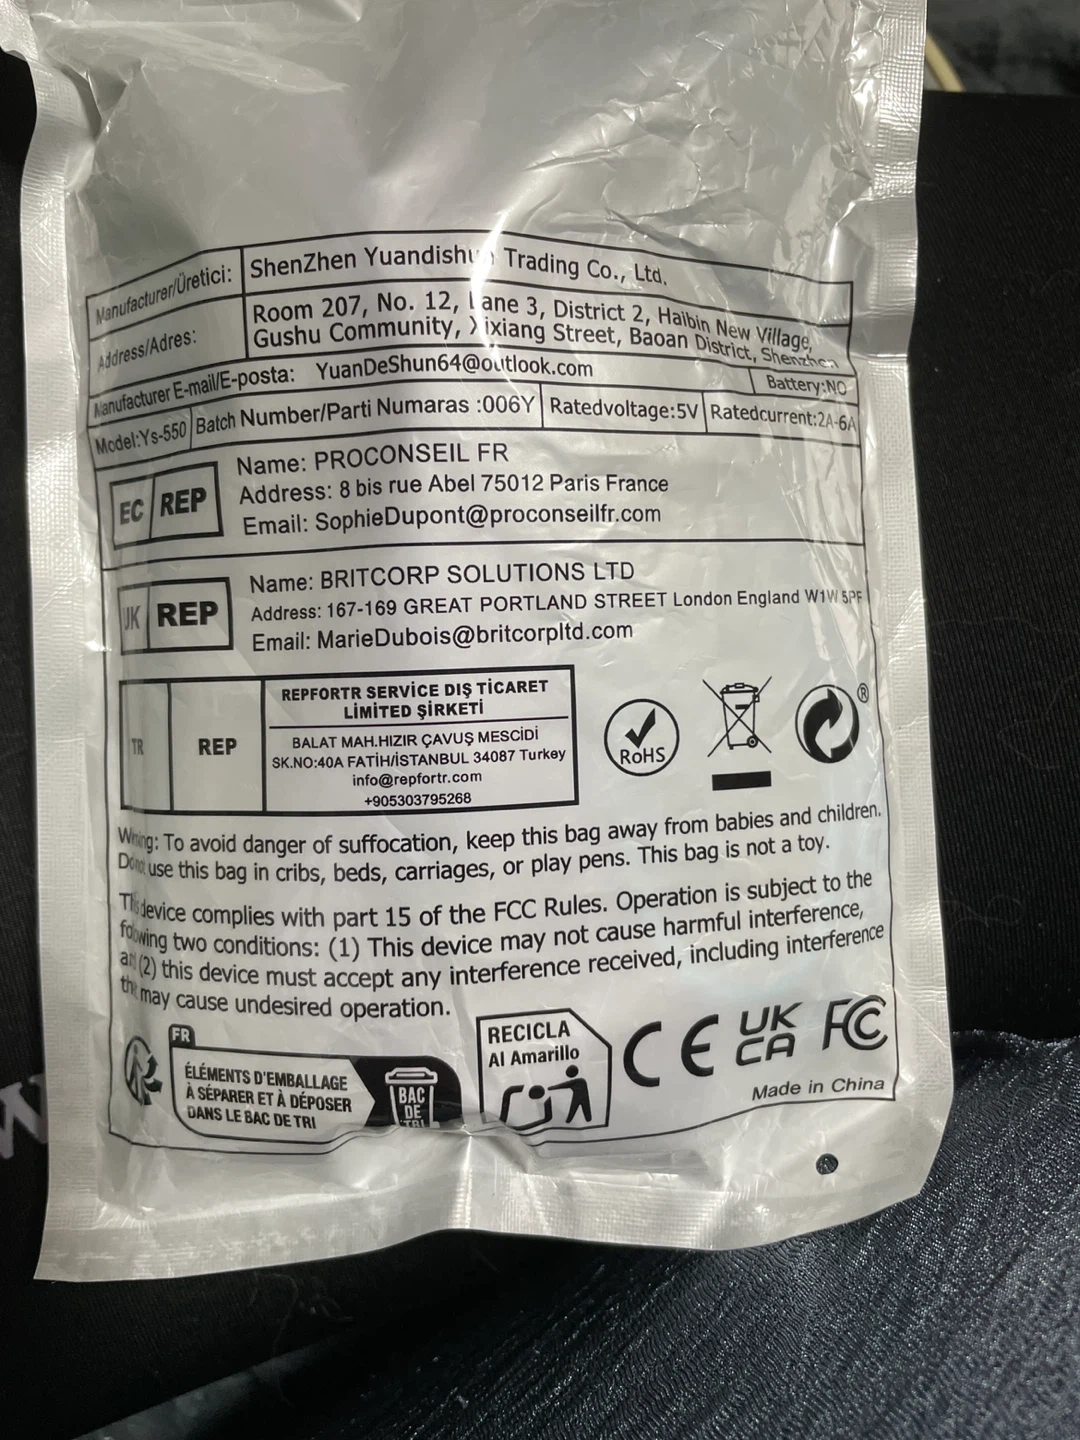 Manufacturer/Üretici: ShenZhen Yuandishu Trading Co., Ltd.
Address/Adres: Room 207, No. 12, Lane 3, District 2, Haibin New Village,
Gushu Community, Xixiang Street, Baoan District, Shenzhen
Manufacturer E-mail/E-posta: YuanDeShun64@outlook.com Battery:NO
Model:Ys-550 Batch Number/Parti Numaras :006Y Ratedvoltage:5V Ratedcurrent:2A-6A
EC REP
Name: PROCONSEIL FR
Address: 8 bis rue Abel 75012 Paris France
Email: SophieDupont@proconseilfr.com
UK REP
Name: BRITCORP SOLUTIONS LTD
Address: 167-169 GREAT PORTLAND STREET London England W1W 5PF
Email: MarieDubois@britcorpltd.com
TR REP
REPFORTR SERVİCE DIŞ TİCARET
LİMİTED ŞİRKETİ
BALAT MAH.HIZIR ÇAVUŞ MESCİDİ
SK.NO:40A FATİH/İSTANBUL 34087 Turkey
info@repfortr.com
+905303795268
RoHS
®
Warning: To avoid danger of suffocation, keep this bag away from babies and children.
Do not use this bag in cribs, beds, carriages, or play pens. This bag is not a toy.
This device complies with part 15 of the FCC Rules. Operation is subject to the
following two conditions: (1) This device may not cause harmful interference,
and (2) this device must accept any interference received, including interference
that may cause undesired operation.
FR
ÉLÉMENTS D'EMBALLAGE
À SÉPARER ET À DÉPOSER
DANS LE BAC DE TRI
BAC
DE
TRI
RECICLA
Al Amarillo
CE UK
CA FC
Made in China